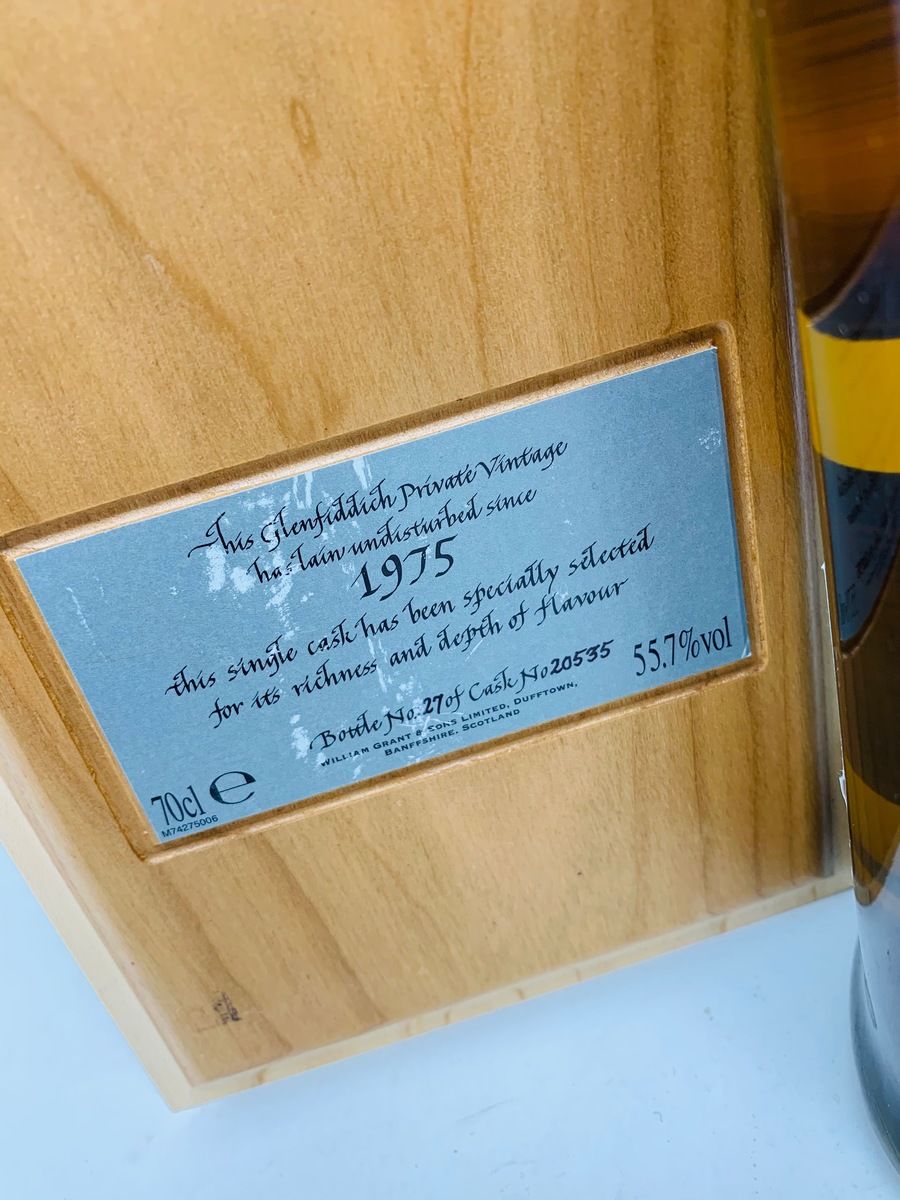 This Glenfiddich Private Vintage
has lain undisturbed since
1975
this single cask has been specially selected
for its richness and depth of flavour
Bottle No. 27 of Cask No 20535
55.7%vol
WILLIAM GRANT & SONS LIMITED, DUFFTOWN,
BANFFSHIRE, SCOTLAND
70cl e
M74275006